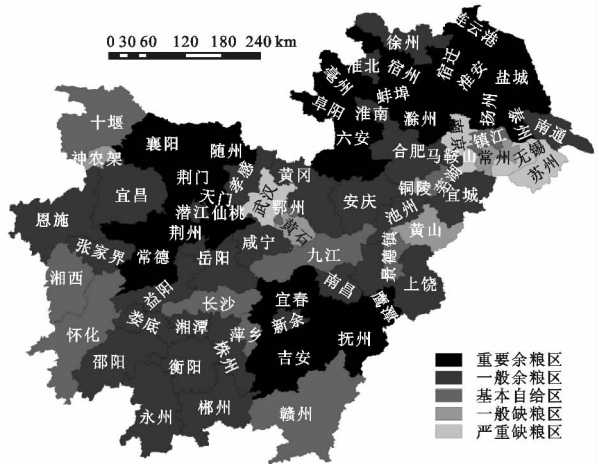 0 30 60 120 180 240 km
连云港
徐州
宿迁
淮北
宿州
淮安
盐城
亳州
蚌埠
阜阳
淮南
滁州
扬州
泰州
南通
六安
合肥
南京
镇江
马鞍山
常州
无锡
苏州
十堰
襄阳
随州
神农架
荆门
孝感
黄冈
宜昌
天门
武汉
鄂州
安庆
铜陵
芜湖
宣城
池州
潜江
仙桃
恩施
荆州
黄石
咸宁
黄山
张家界
常德
岳阳
九江
景德镇
湘西
益阳
长沙
宜春
南昌
鹰潭
上饶
怀化
娄底
湘潭
萍乡
新余
抚州
株州
吉安
邵阳
衡阳
永州
郴州
赣州
重要余粮区
一般余粮区
基本自给区
一般缺粮区
严重缺粮区